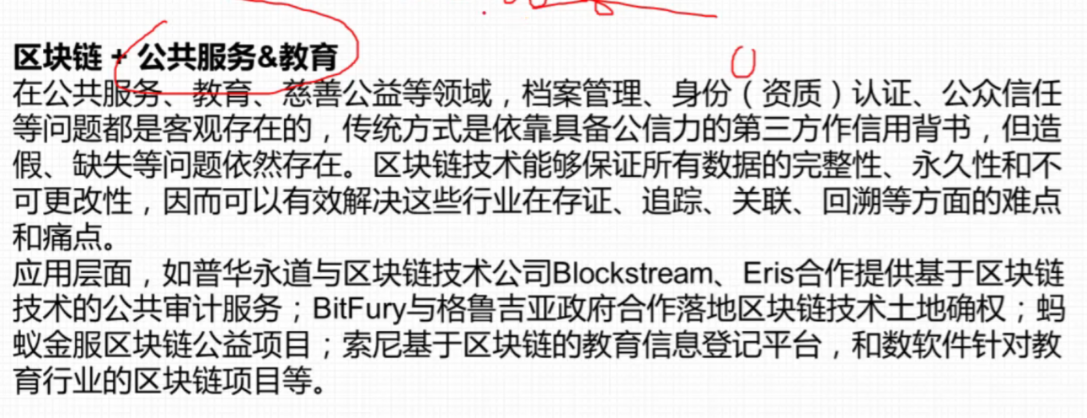 区块链 + 公共服务&教育
在公共服务、教育、慈善公益等领域，档案管理、身份（资质）认证、公众信任
等问题都是客观存在的，传统方式是依靠具备公信力的第三方作信用背书，但造
假、缺失等问题依然存在。区块链技术能够保证所有数据的完整性、永久性和不
可更改性，因而可以有效解决这些行业在存证、追踪、关联、回溯等方面的难点
和痛点。
应用层面，如普华永道与区块链技术公司Blockstream、Eris合作提供基于区块链
技术的公共审计服务；BitFury与格鲁吉亚政府合作落地区块链技术土地确权；蚂
蚁金服区块链公益项目；索尼基于区块链的教育信息登记平台，和数软件针对教
育行业的区块链项目等。